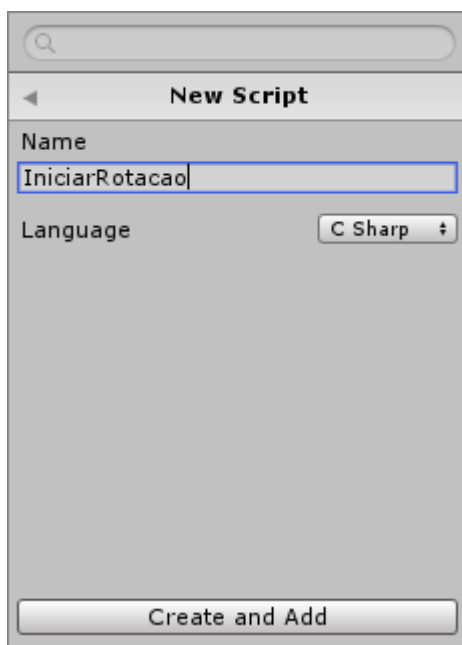 New Script
Name
IniciarRotacao
Language C Sharp
Create and Add